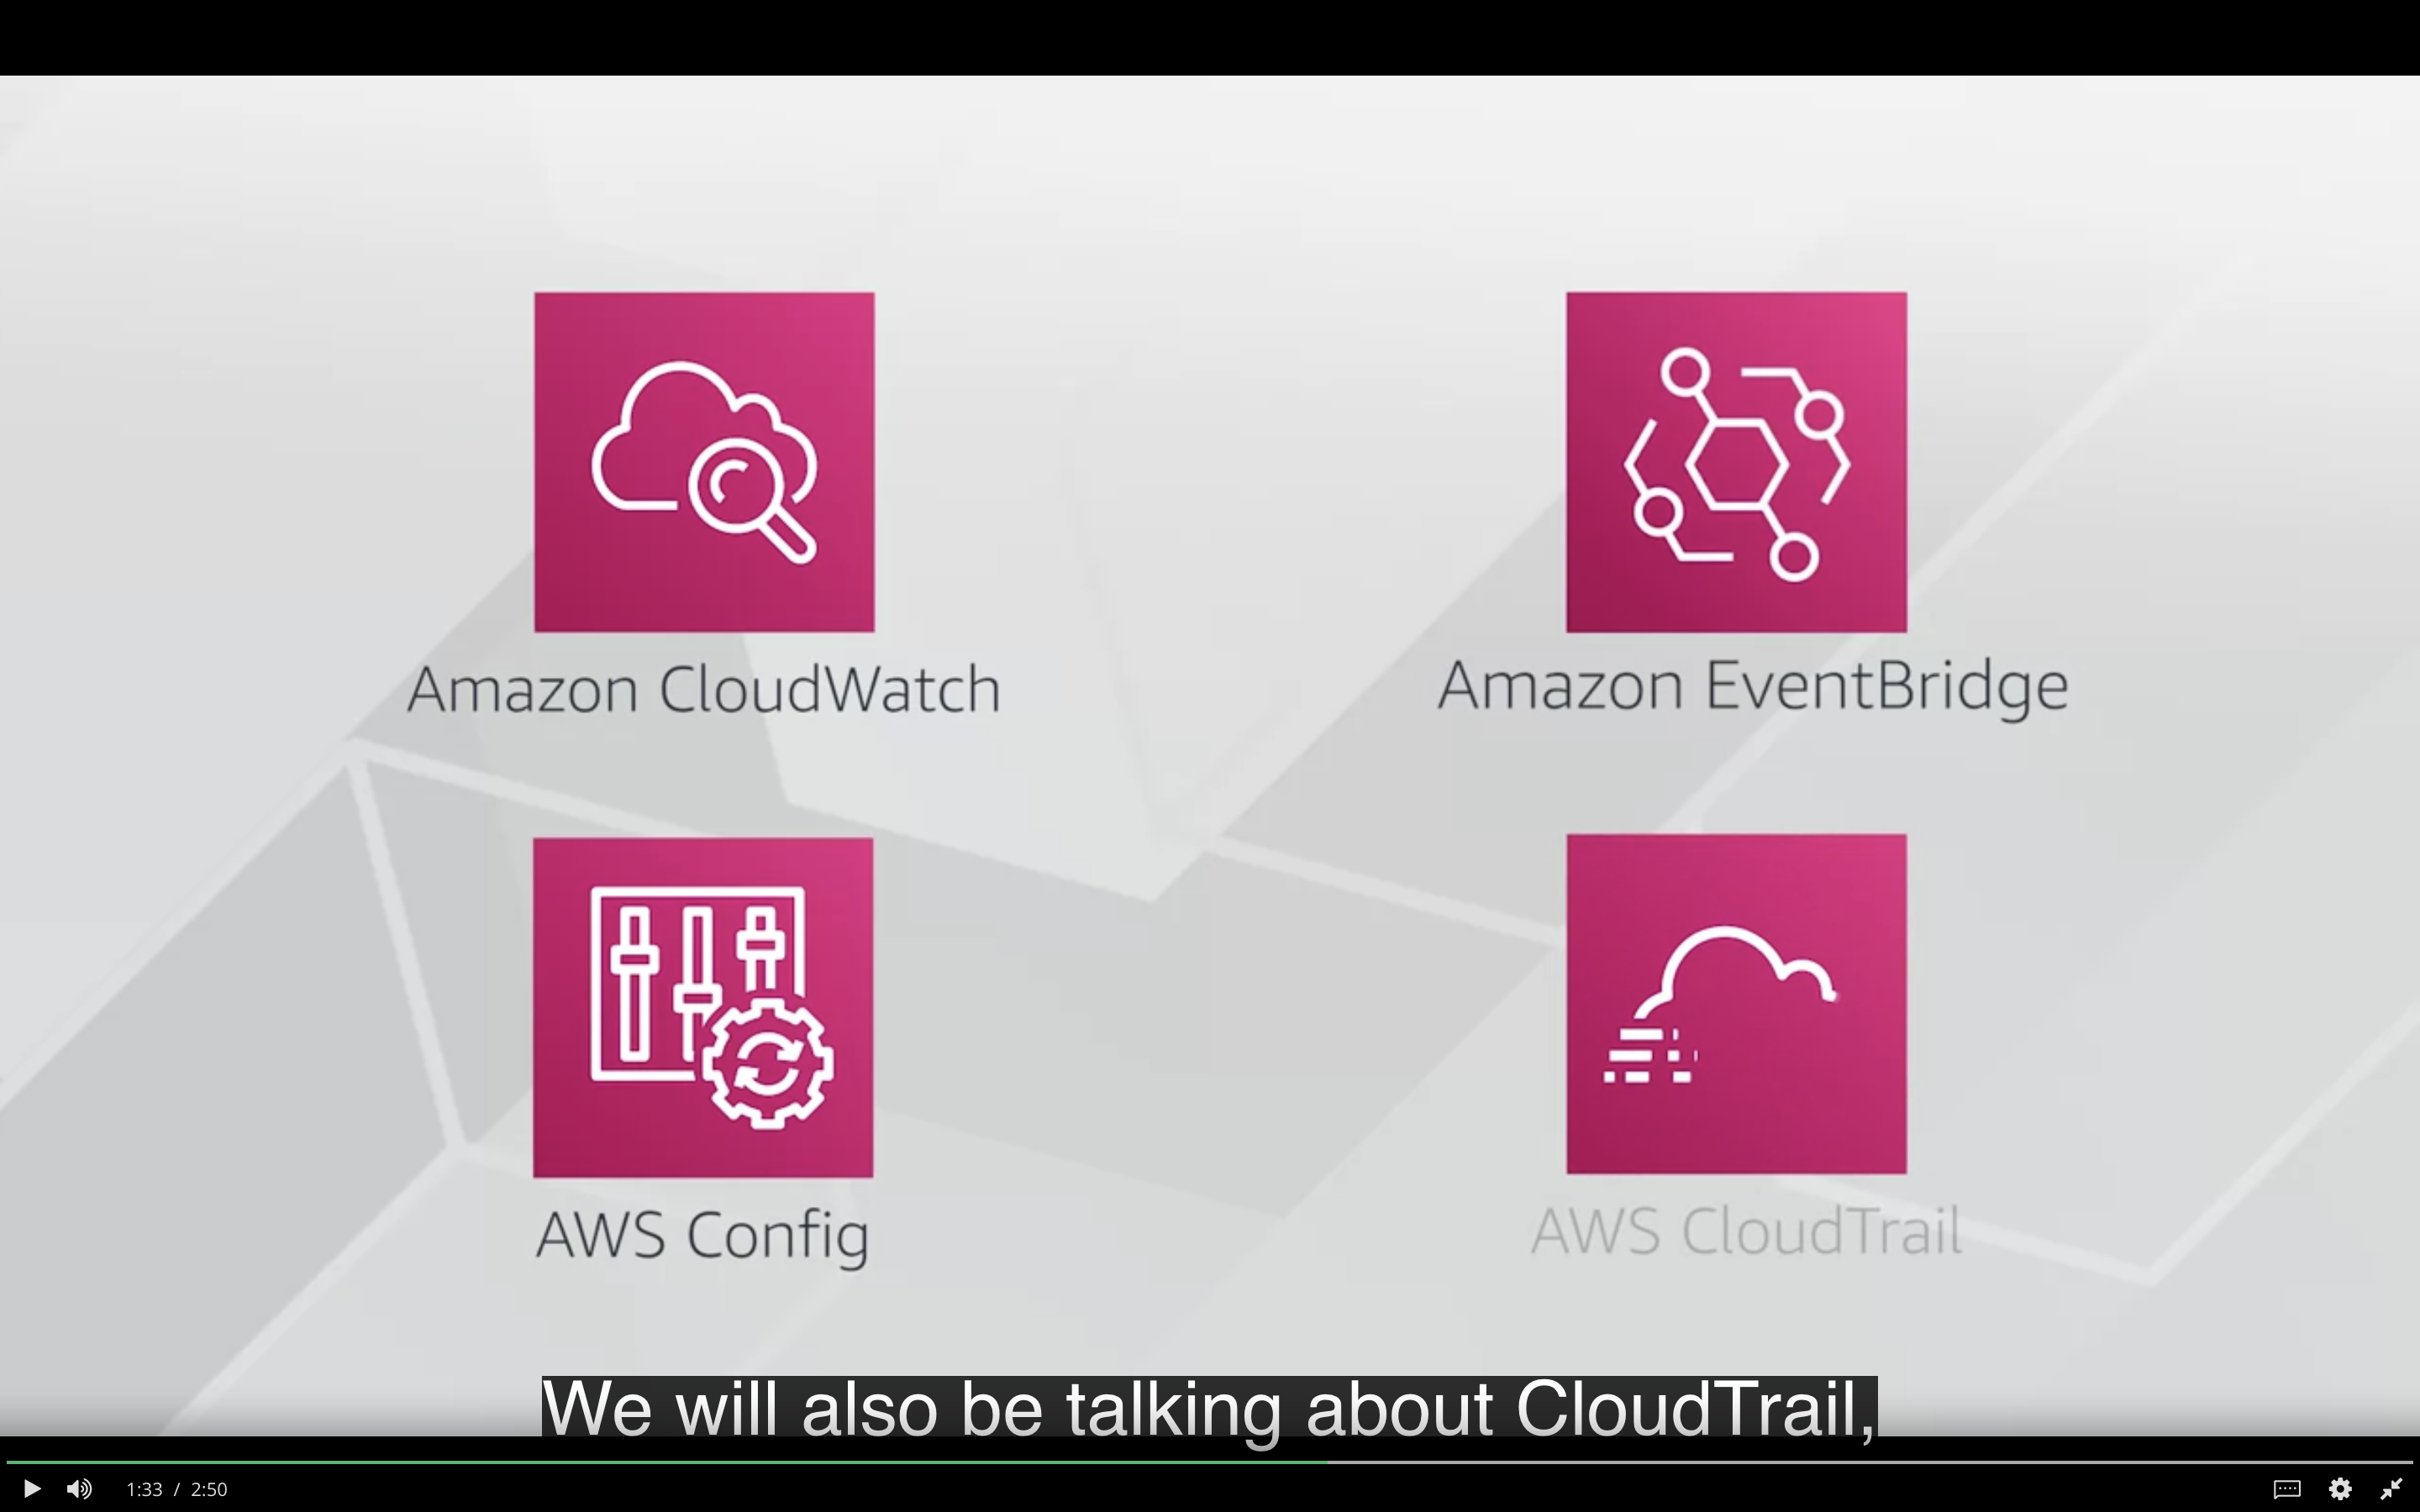 Amazon CloudWatch
Amazon EventBridge
AWS Config
AWS CloudTrail
We will also be talking about CloudTrail,
1:33 / 2:50